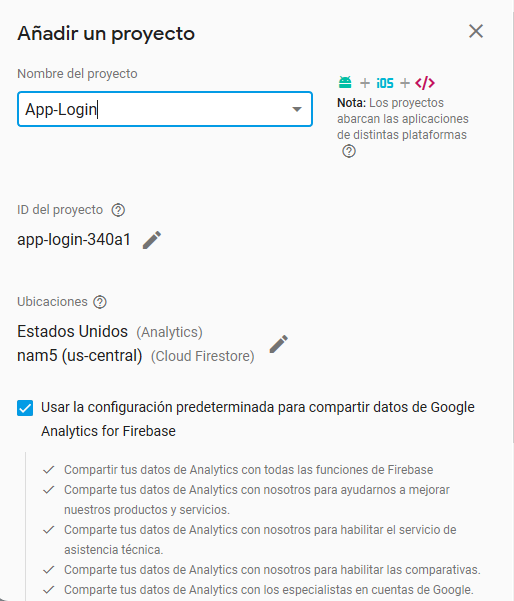 Añadir un proyecto
Nombre del proyecto
App-Login
+ iOS + </>
Nota: Los proyectos
abarcan las aplicaciones
de distintas plataformas
ID del proyecto
app-login-340a1
Ubicaciones
Estados Unidos (Analytics)
nam5 (us-central) (Cloud Firestore)
Usar la configuración predeterminada para compartir datos de Google
Analytics for Firebase
Compartir tus datos de Analytics con todas las funciones de Firebase
Comparte tus datos de Analytics con nosotros para ayudarnos a mejorar
nuestros productos y servicios.
Comparte tus datos de Analytics con nosotros para habilitar el servicio de
asistencia técnica.
Comparte tus datos de Analytics con nosotros para habilitar las comparativas.
Comparte tus datos de Analytics con los especialistas en cuentas de Google.